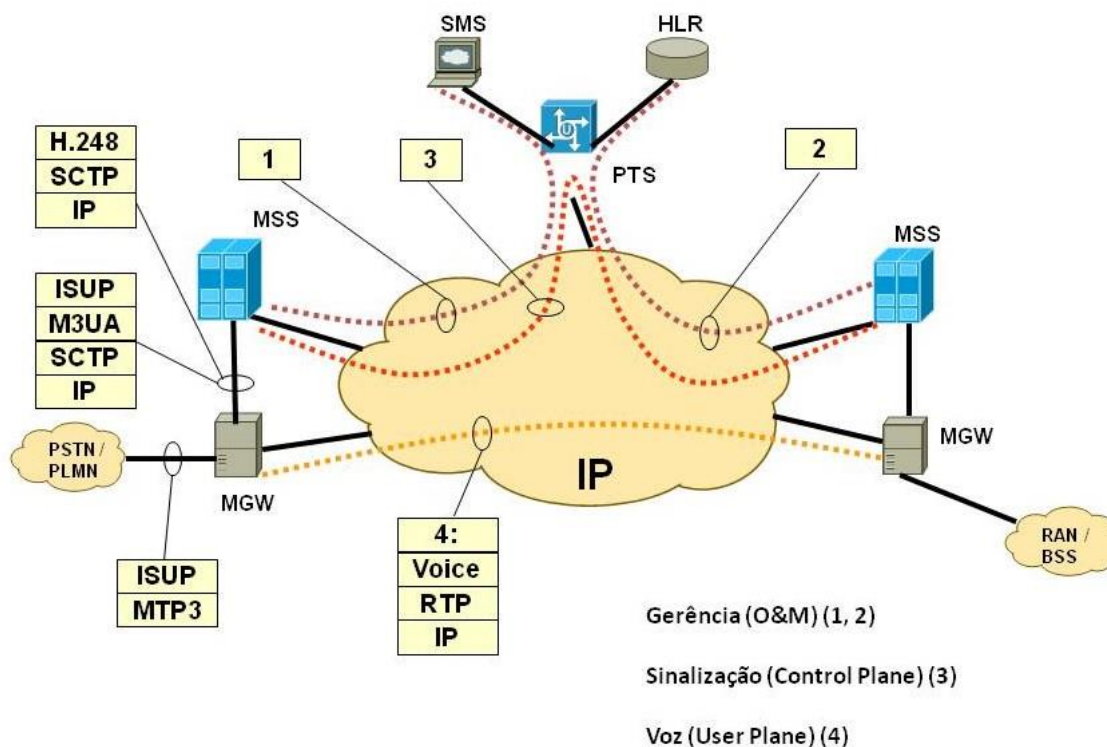 SMS
HLR
H.248
SCTP
IP
1
3
2
PTS
MSS
MSS
ISUP
M3UA
SCTP
IP
PSTN /
PLMN
MGW
IP
MGW
ISUP
MTP3
4:
Voice
RTP
IP
RAN /
BSS
Gerência (O&M) (1, 2)
Sinalização (Control Plane) (3)
Voz (User Plane) (4)
U